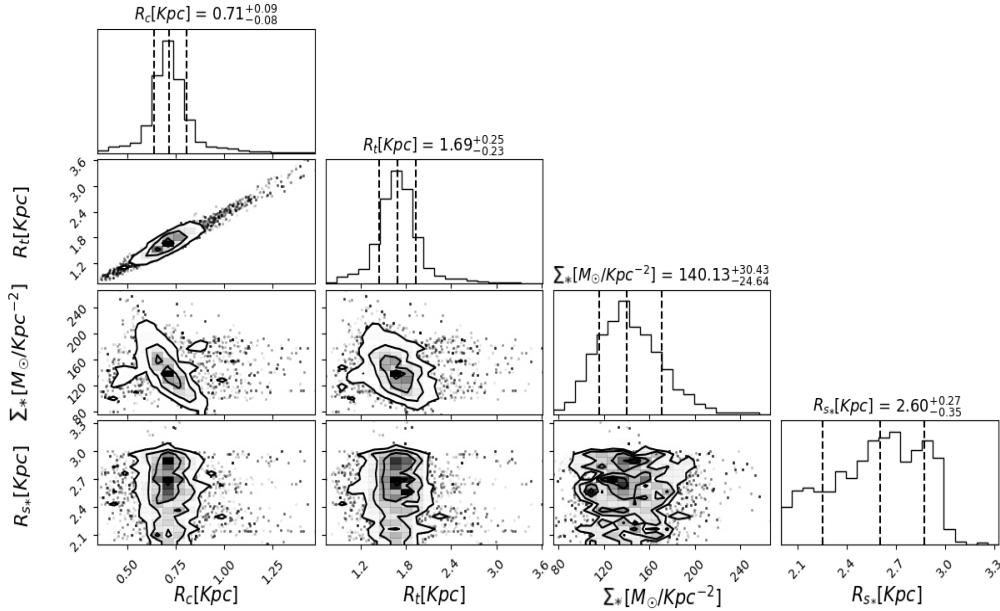 R_c[Kpc] = 0.71^{+0.09}_{-0.08}
R_t[Kpc] = 1.69^{+0.25}_{-0.23}
3.6
3.0
2.4
1.8
1.2
R_t[Kpc]
Σ_*[M_⊙/Kpc^{-2}] = 140.13^{+30.43}_{-24.64}
240
200
160
120
80
Σ_*[M_⊙/Kpc^{-2}]
R_{s*}[Kpc] = 2.60^{+0.27}_{-0.35}
3.3
3.0
2.7
2.4
2.1
R_{s*}[Kpc]
0.50 0.75 1.00 1.25
R_c[Kpc]
1.2 1.8 2.4 3.0 3.6
R_t[Kpc]
80 120 160 200 240
Σ_*[M_⊙/Kpc^{-2}]
2.1 2.4 2.7 3.0 3.3
R_{s*}[Kpc]